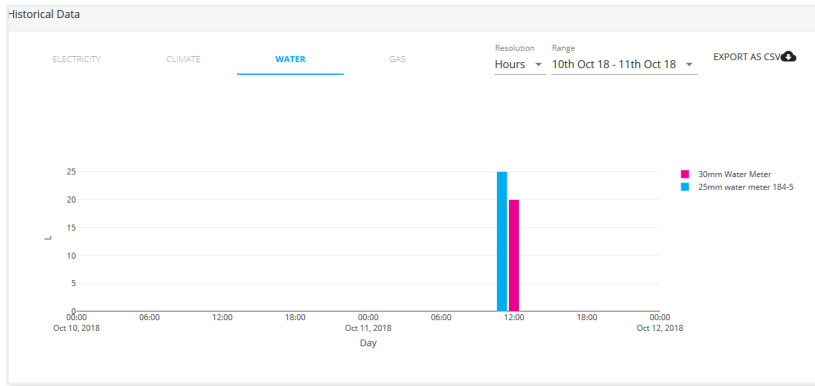 Historical Data
ELECTRICITY
CLIMATE
WATER
GAS
Resolution
Hours
Range
10th Oct 18 - 11th Oct 18
EXPORT AS CSV
25
20
15
10
5
0
L
00:00
Oct 10, 2018
06:00
12:00
18:00
00:00
Oct 11, 2018
06:00
12:00
18:00
00:00
Oct 12, 2018
Day
30mm Water Meter
25mm water meter 184-5